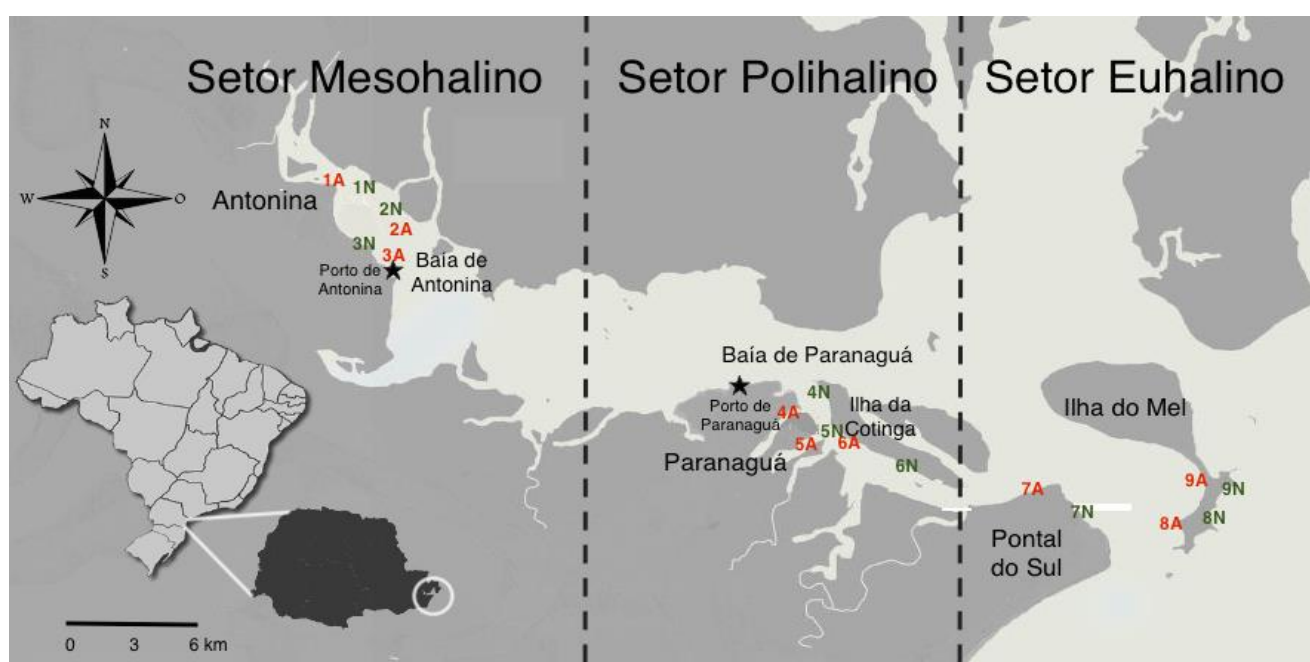 Setor Mesohalino
Setor Polihalino
Setor Euhalino
N
W
O
S
Antonina
1A
1N
2N
2A
3N
3A
Porto de
Antonina
Baía de
Antonina
Baía de Paranaguá
Porto de
Paranaguá
4N
4A
Ilha da
Cotinga
5N
5A
6A
6N
Paranaguá
Ilha do Mel
7A
7N
9A
9N
8A
8N
Pontal
do Sul
0 3 6 km